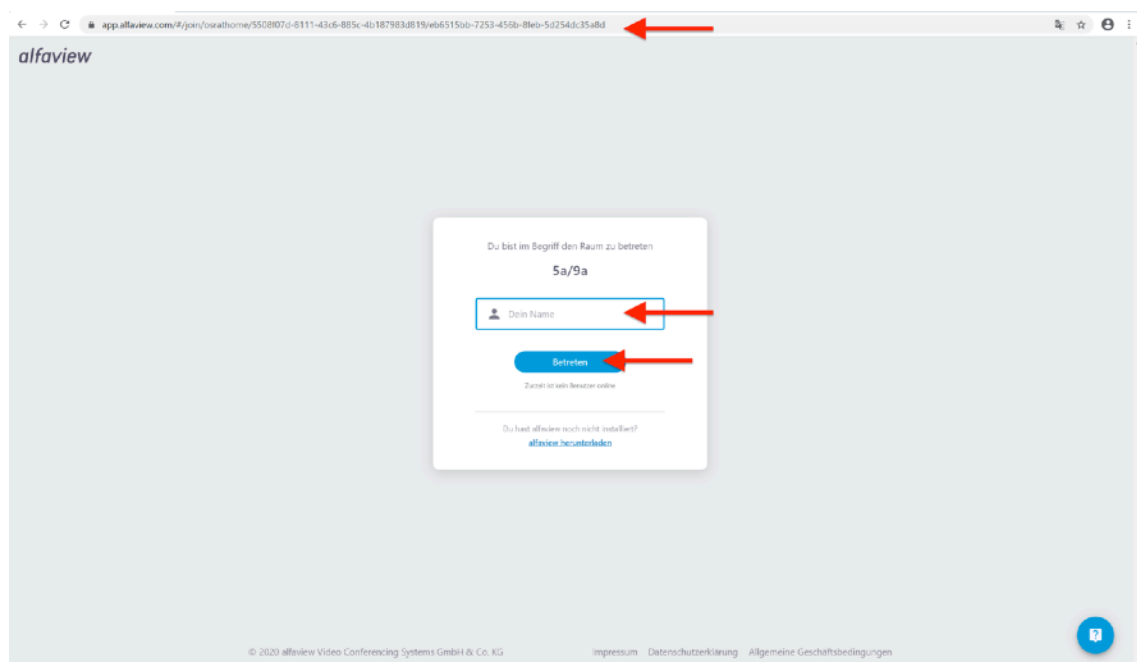 app.alfaview.com/#/join/osrathome/5508f07d-8111-43c6-885c-4b187983d819/eb6515bb-7253-456b-8feb-5d254dc35a8d
alfaview
Du bist im Begriff den Raum zu betreten
5a/9a
Dein Name
Betreten
Zurzeit ist kein Benutzer online
Du hast alfaview noch nicht installiert?
alfaview herunterladen
© 2020 alfaview Video Conferencing Systems GmbH & Co. KG
Impressum Datenschutzerklärung Allgemeine Geschäftsbedingungen